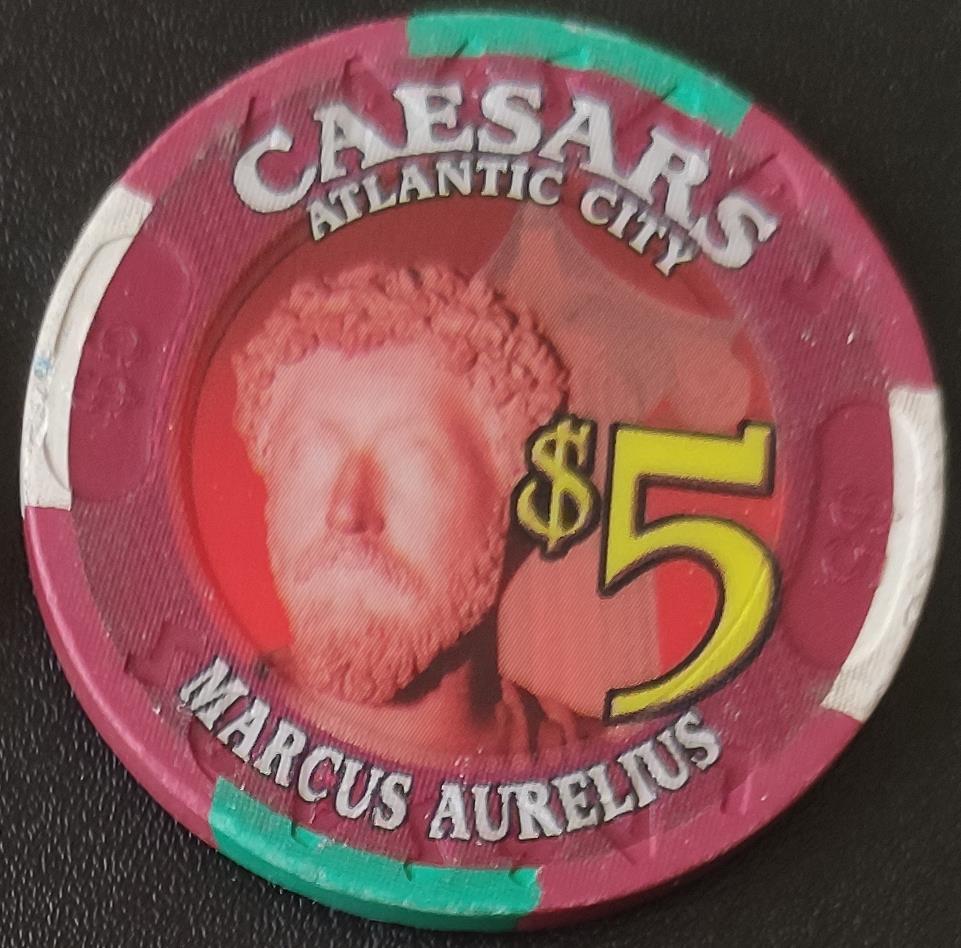 CAESARS
ATLANTIC CITY
$5
MARCUS AURELIUS